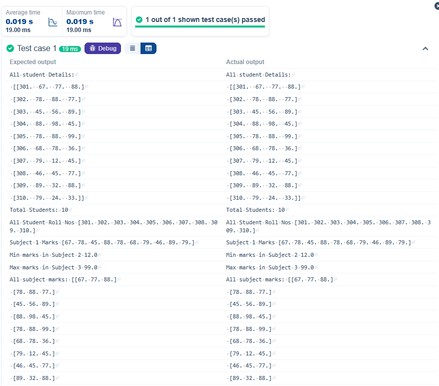 Average time
0.019 s
19.00 ms
Maximum time
0.019 s
19.00 ms
1 out of 1 shown test case(s) passed
Test case 1
19 ms
Debug
Expected output
All·student·Details:
·[[301.··67.··77.··88.]
·[302.··78.··88.··77.]
·[303.··45.··56.··89.]
·[304.··88.··98.··45.]
·[305.··78.··88.··99.]
·[306.··68.··78.··36.]
·[307.··79.··12.··45.]
·[308.··46.··45.··77.]
·[309.··89.··32.··88.]
·[310.··79.··24.··33.]]
Total·Students:·10
All·Student·Roll·Nos·[301.·302.·303.·304.·305.·306.·307.·308.·30
9.·310.]
Subject·1·Marks·[67.·78.·45.·88.·78.·68.·79.·46.·89.·79.]
Min·marks·in·Subject·2·12.0
Max·marks·in·Subject·3·99.0
All·subject·marks:·[[67.·77.·88.]
·[78.·88.·77.]
·[45.·56.·89.]
·[88.·98.·45.]
·[78.·88.·99.]
·[68.·78.·36.]
·[79.·12.·45.]
·[46.·45.·77.]
·[89.·32.·88.]
Actual output
All·student·Details:
·[[301.··67.··77.··88.]
·[302.··78.··88.··77.]
·[303.··45.··56.··89.]
·[304.··88.··98.··45.]
·[305.··78.··88.··99.]
·[306.··68.··78.··36.]
·[307.··79.··12.··45.]
·[308.··46.··45.··77.]
·[309.··89.··32.··88.]
·[310.··79.··24.··33.]]
Total·Students:·10
All·Student·Roll·Nos·[301.·302.·303.·304.·305.·306.·307.·308.·3
09.·310.]
Subject·1·Marks·[67.·78.·45.·88.·78.·68.·79.·46.·89.·79.]
Min·marks·in·Subject·2·12.0
Max·marks·in·Subject·3·99.0
All·subject·marks:·[[67.·77.·88.]
·[78.·88.·77.]
·[45.·56.·89.]
·[88.·98.·45.]
·[78.·88.·99.]
·[68.·78.·36.]
·[79.·12.·45.]
·[46.·45.·77.]
·[89.·32.·88.]